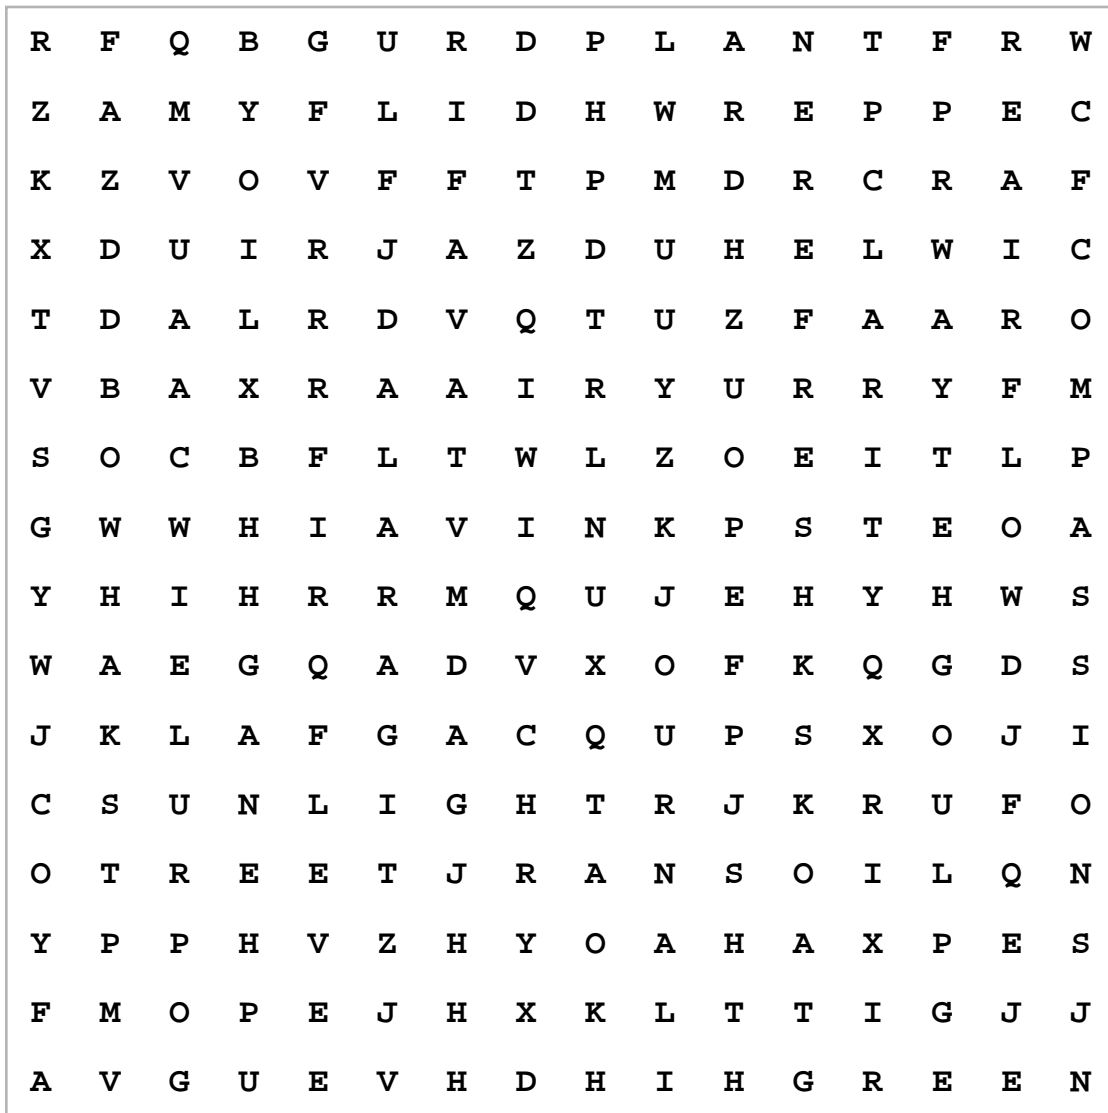 R F Q B G U R D P L A N T F R W
Z A M Y F L I D H W R E P P E C
K Z V O V F F T P M D R C R A F
X D U I R J A Z D U H E L W I C
T D A L R D V Q T U Z F A A R O
V B A X R A A I R Y U R R Y F M
S O C B F L T W L Z O E I T L P
G W W H I A V I N K P S T E O A
Y H I H R R M Q U J E H Y H W S
W A E G Q A D V X O F K Q G D S
J K L A F G A C Q U P S X O J I
C S U N L I G H T R J K R U F O
O T R E E T J R A N S O I L Q N
Y P P H V Z H Y O A H A X P E S
F M O P E J H X K L T T I G J J
A V G U E V H D H I H G R E E N